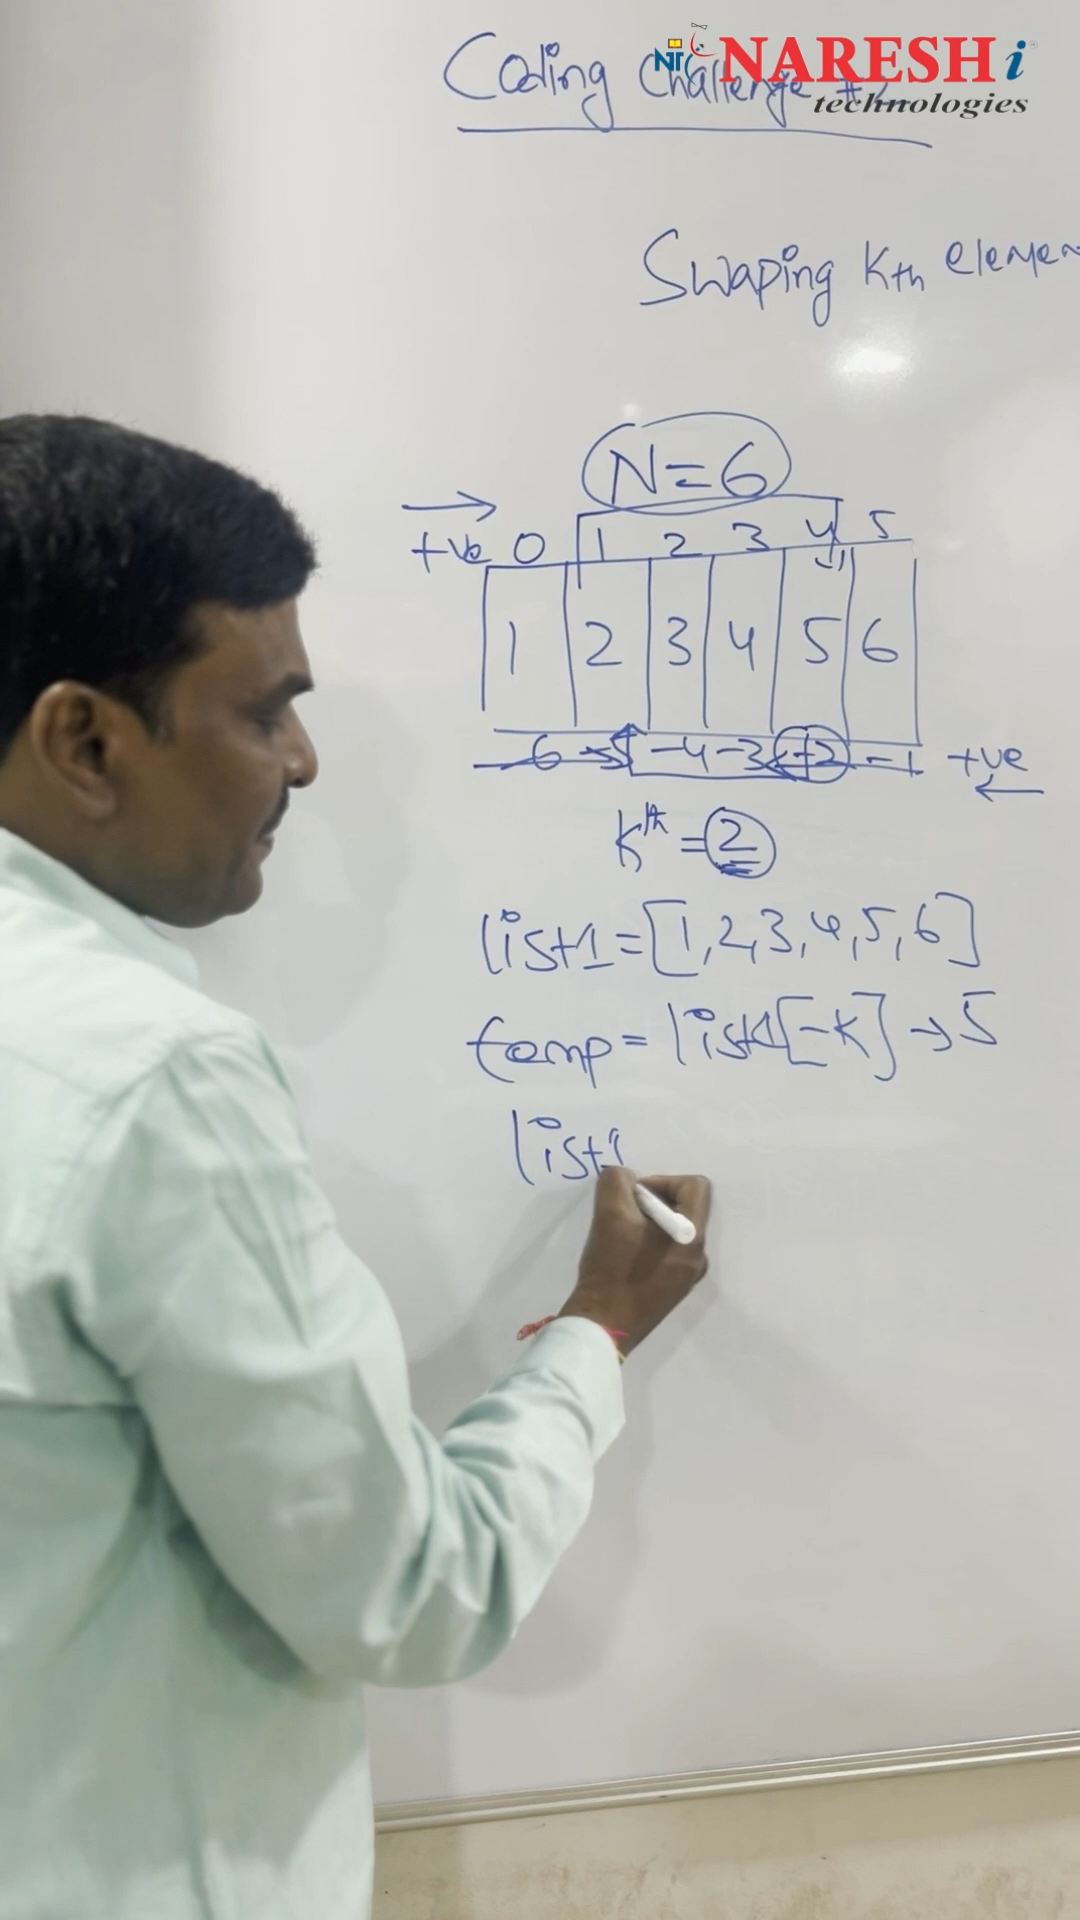 NARESH i
technologies
Coding Challenge
Swaping Kth elemen
N=6
+ve 0 1 2 3 4 5
1 2 3 4 5 6
-6 -5 -4 -3 -2 -1 +ve
Kth = 2
list1 = [1,2,3,4,5,6]
temp = list1[-K] → 5
list1